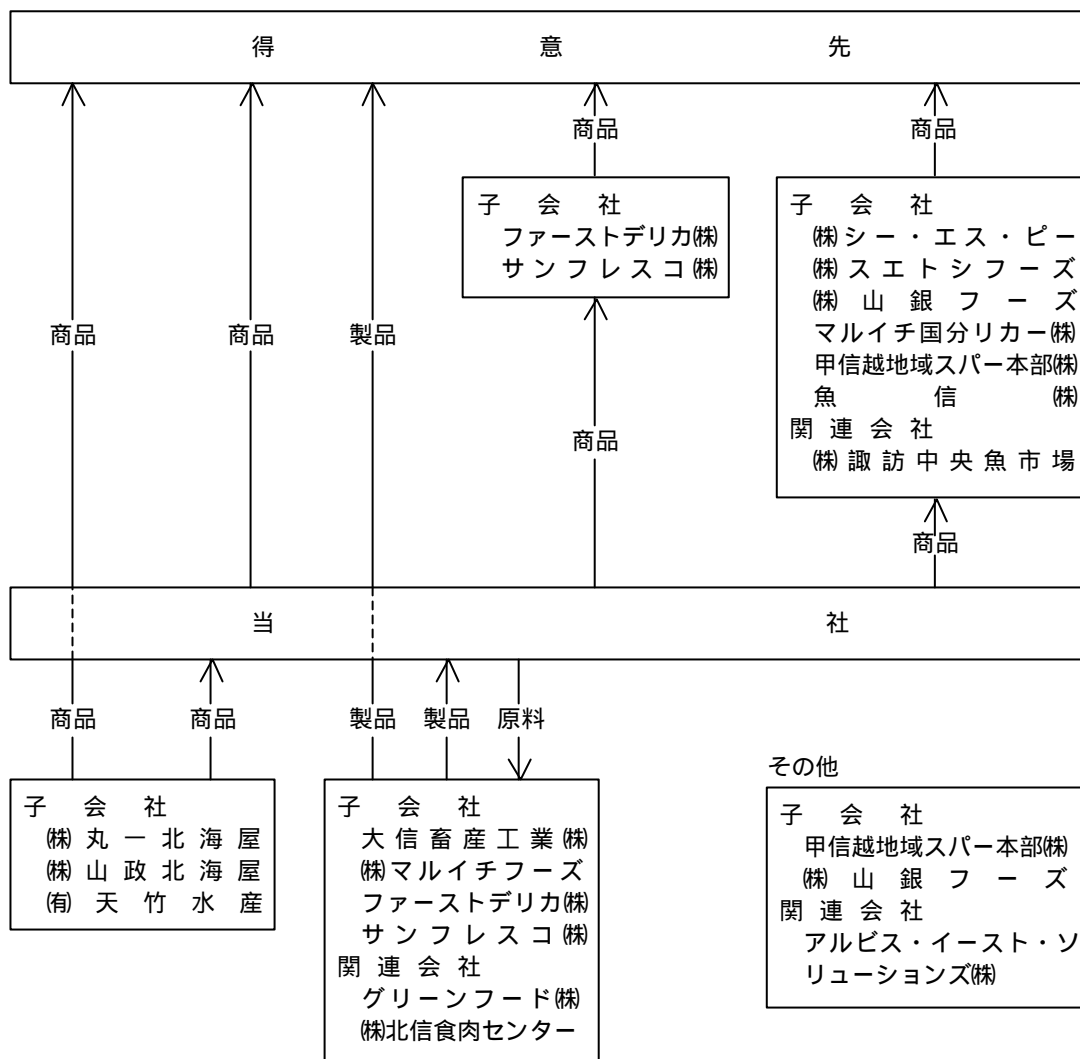 得意先
商品
商品
子会社
ファーストデリカ㈱
サンフレスコ㈱
子会社
㈱シー・エス・ピー
㈱スエトシフーズ
㈱山銀フーズ
マルイチ国分リカー㈱
甲信越地域スパー本部㈱
魚信㈱
関連会社
㈱諏訪中央魚市場
商品
商品
製品
商品
商品
当社
商品
商品
製品
製品
原料
子会社
㈱丸一北海屋
㈱山政北海屋
㈲天竹水産
子会社
大信畜産工業㈱
㈱マルイチフーズ
ファーストデリカ㈱
サンフレスコ㈱
関連会社
グリーンフード㈱
㈱北信食肉センター
その他
子会社
甲信越地域スパー本部㈱
㈱山銀フーズ
関連会社
アルビス・イースト・ソ
リューションズ㈱